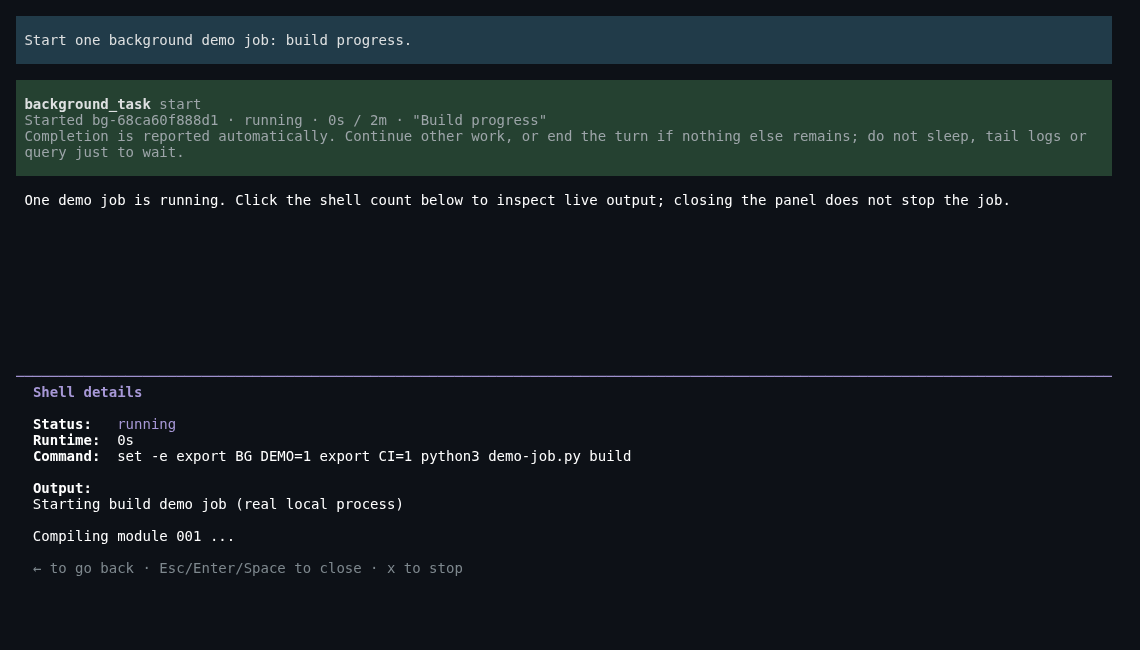 Start one background demo job: build progress.
background_task start
Started bg-68ca60f888d1 · running · 0s / 2m · "Build progress"
Completion is reported automatically. Continue other work, or end the turn if nothing else remains; do not sleep, tail logs or
query just to wait.
One demo job is running. Click the shell count below to inspect live output; closing the panel does not stop the job.
Shell details
Status: running
Runtime: 0s
Command: set -e export BG DEMO=1 export CI=1 python3 demo-job.py build
Output:
Starting build demo job (real local process)
Compiling module 001 ...
← to go back · Esc/Enter/Space to close · x to stop